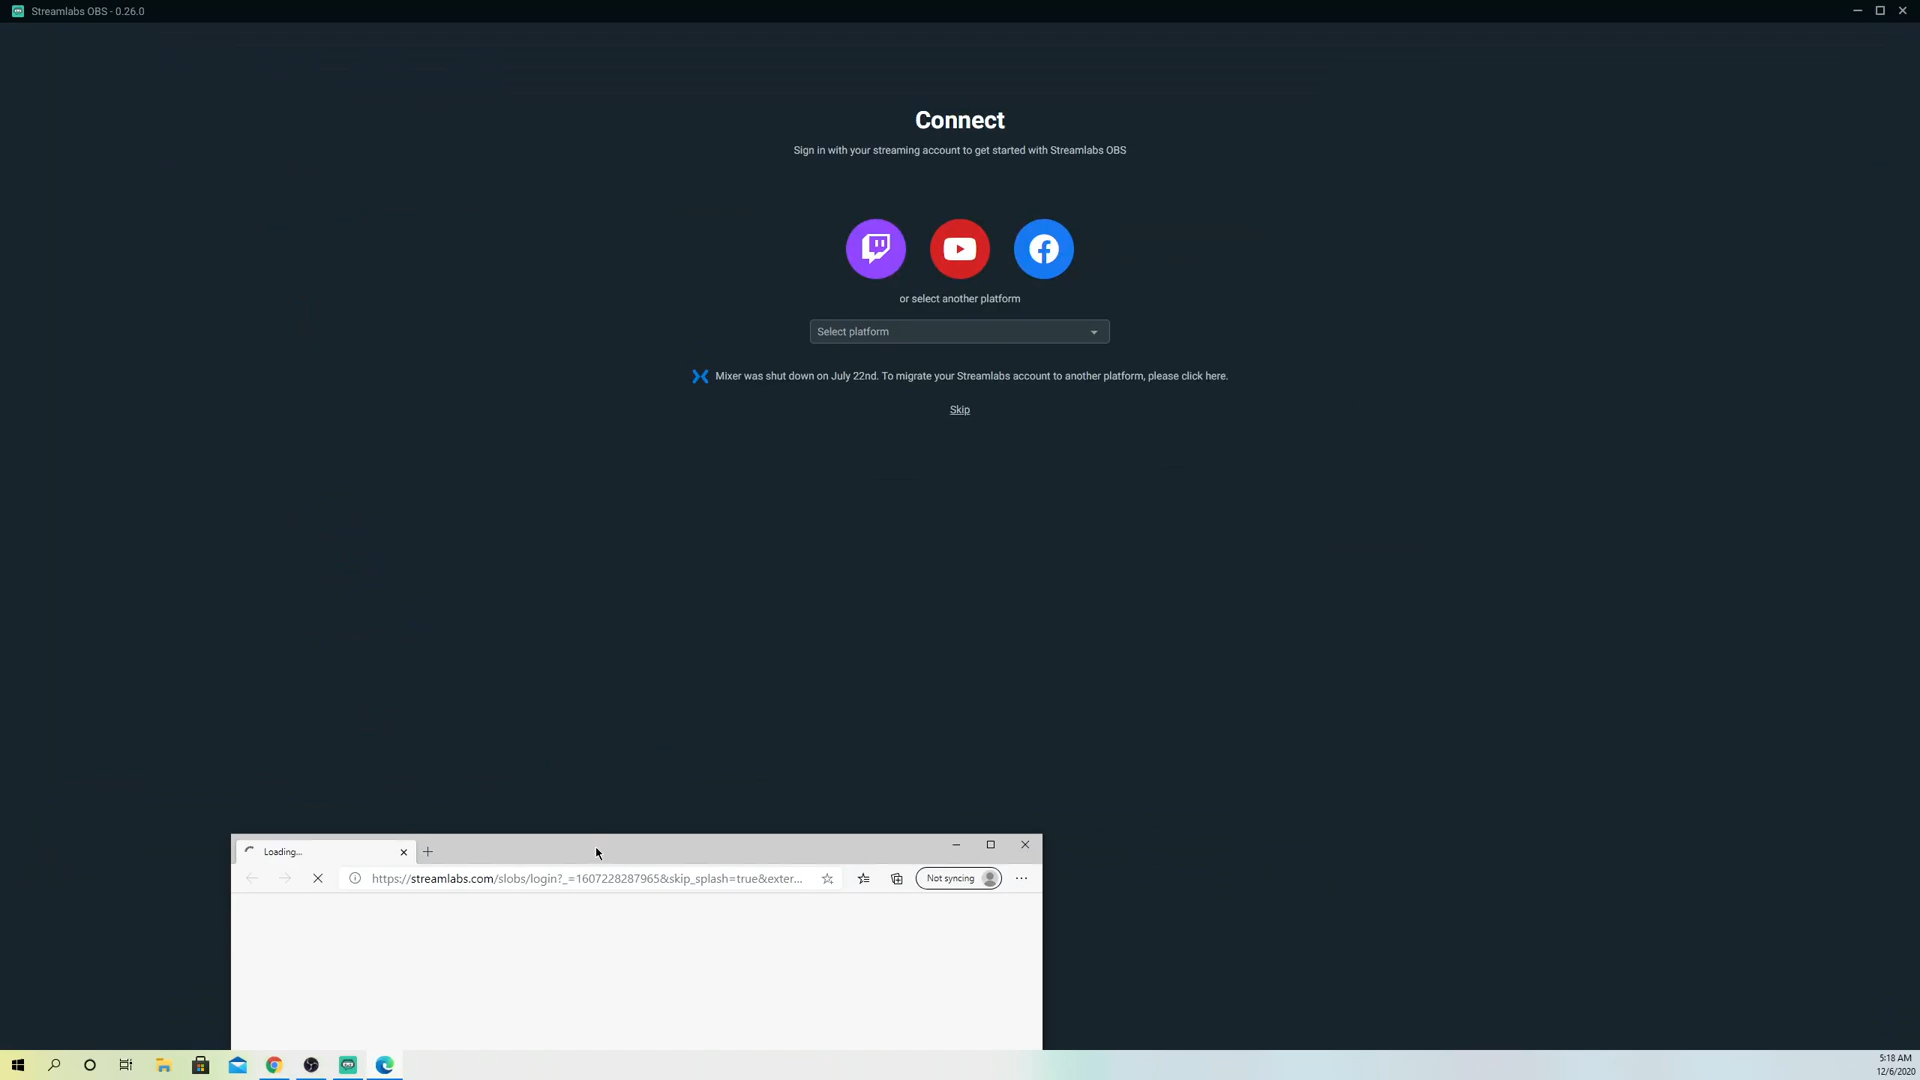 Streamlabs OBS - 0.26.0
Connect
Sign in with your streaming account to get started with Streamlabs OBS
or select another platform
Select platform
Mixer was shut down on July 22nd. To migrate your Streamlabs account to another platform, please click here.
Skip
Loading...
https://streamlabs.com/slobs/login?_=1607228287965&skip_splash=true&exter...
Not syncing
5:18 AM
12/6/2020